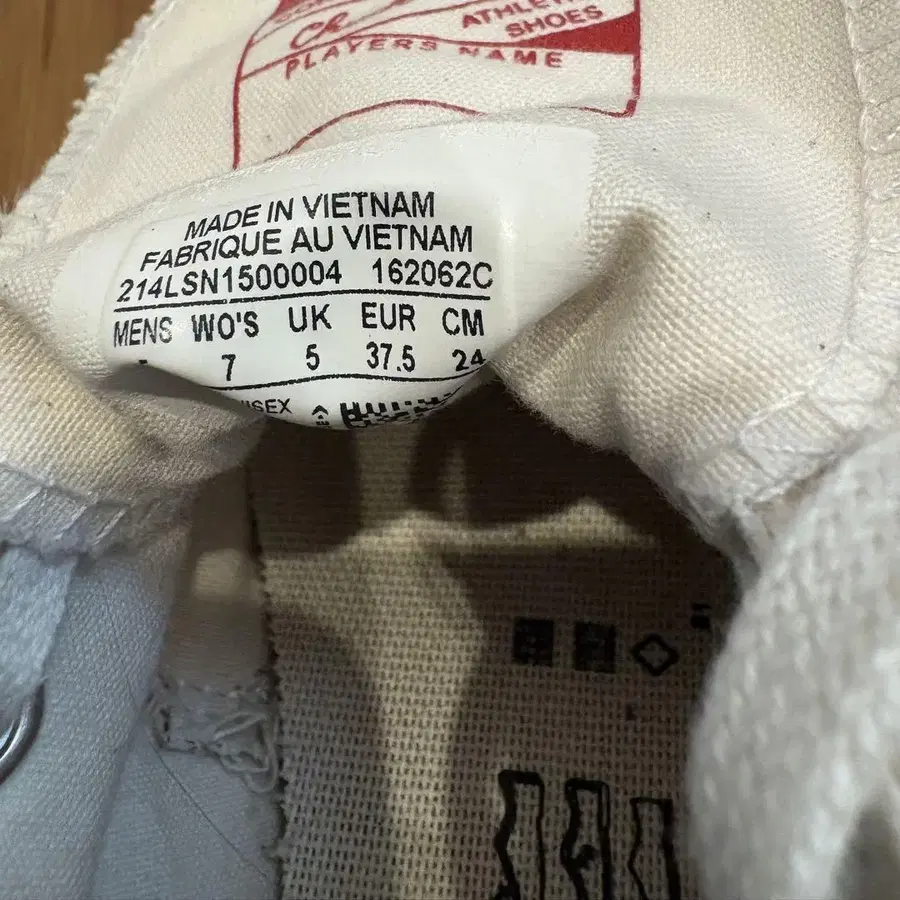 Ch
ATHLETIC
SHOES
PLAYERS NAME
MADE IN VIETNAM
FABRIQUE AU VIETNAM
214LSN1500004 162062C
MENS WO'S UK EUR CM
7 5 37.5 24